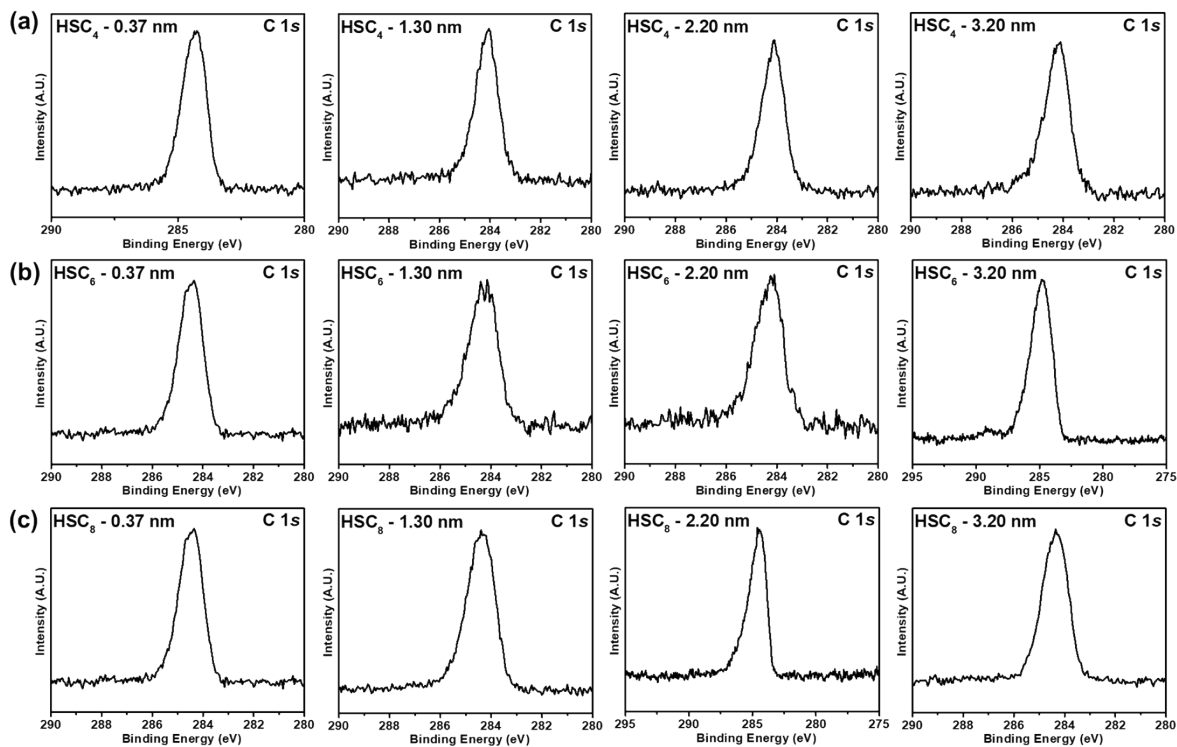 (a)
HSC4 - 0.37 nm
C 1s
Intensity (A.U.)
290 288 286 284 282 280
Binding Energy (eV)
HSC4 - 1.30 nm
C 1s
Intensity (A.U.)
290 288 286 284 282 280
Binding Energy (eV)
HSC4 - 2.20 nm
C 1s
Intensity (A.U.)
290 288 286 284 282 280
Binding Energy (eV)
HSC4 - 3.20 nm
C 1s
Intensity (A.U.)
290 288 286 284 282 280
Binding Energy (eV)
(b)
HSC6 - 0.37 nm
C 1s
Intensity (A.U.)
290 288 286 284 282 280
Binding Energy (eV)
HSC6 - 1.30 nm
C 1s
Intensity (A.U.)
290 288 286 284 282 280
Binding Energy (eV)
HSC6 - 2.20 nm
C 1s
Intensity (A.U.)
290 288 286 284 282 280
Binding Energy (eV)
HSC6 - 3.20 nm
C 1s
Intensity (A.U.)
295 290 285 280 275
Binding Energy (eV)
(c)
HSC8 - 0.37 nm
C 1s
Intensity (A.U.)
290 288 286 284 282 280
Binding Energy (eV)
HSC8 - 1.30 nm
C 1s
Intensity (A.U.)
290 288 286 284 282 280
Binding Energy (eV)
HSC8 - 2.20 nm
C 1s
Intensity (A.U.)
295 290 285 280 275
Binding Energy (eV)
HSC8 - 3.20 nm
C 1s
Intensity (A.U.)
290 288 286 284 282 280
Binding Energy (eV)